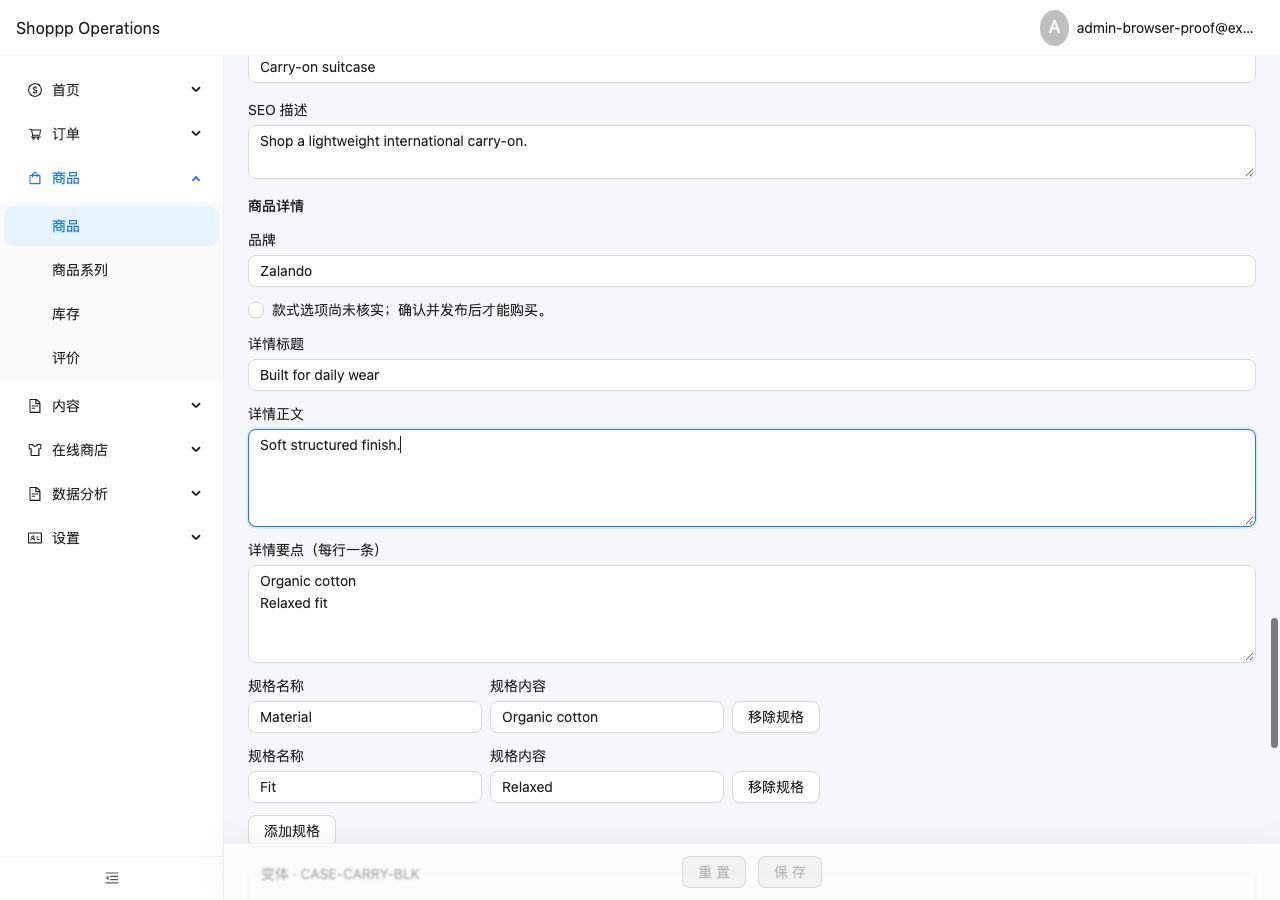 Shoppp Operations
A
admin-browser-proof@ex...
首页
订单
商品
商品
商品系列
库存
评价
内容
在线商店
数据分析
设置
Carry-on suitcase
SEO 描述
Shop a lightweight international carry-on.
商品详情
品牌
Zalando
款式选项尚未核实；确认并发布后才能购买。
详情标题
Built for daily wear
详情正文
Soft structured finish.
详情要点（每行一条）
Organic cotton
Relaxed fit
规格名称 规格内容
Material Organic cotton 移除规格
规格名称 规格内容
Fit Relaxed 移除规格
添加规格
变体 · CASE-CARRY-BLK
重 置 保 存